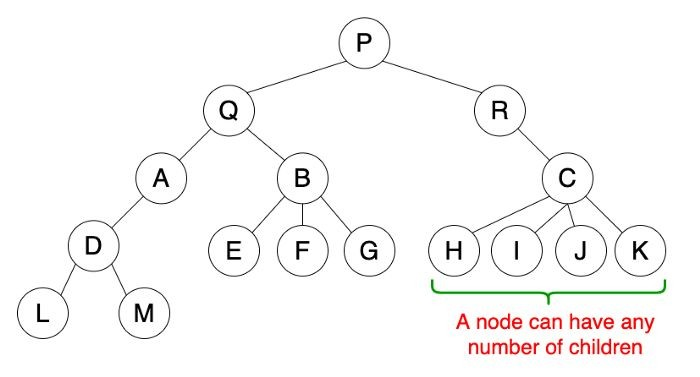 P
Q R
A B C
D E F G H I J K
L M
A node can have any
number of children